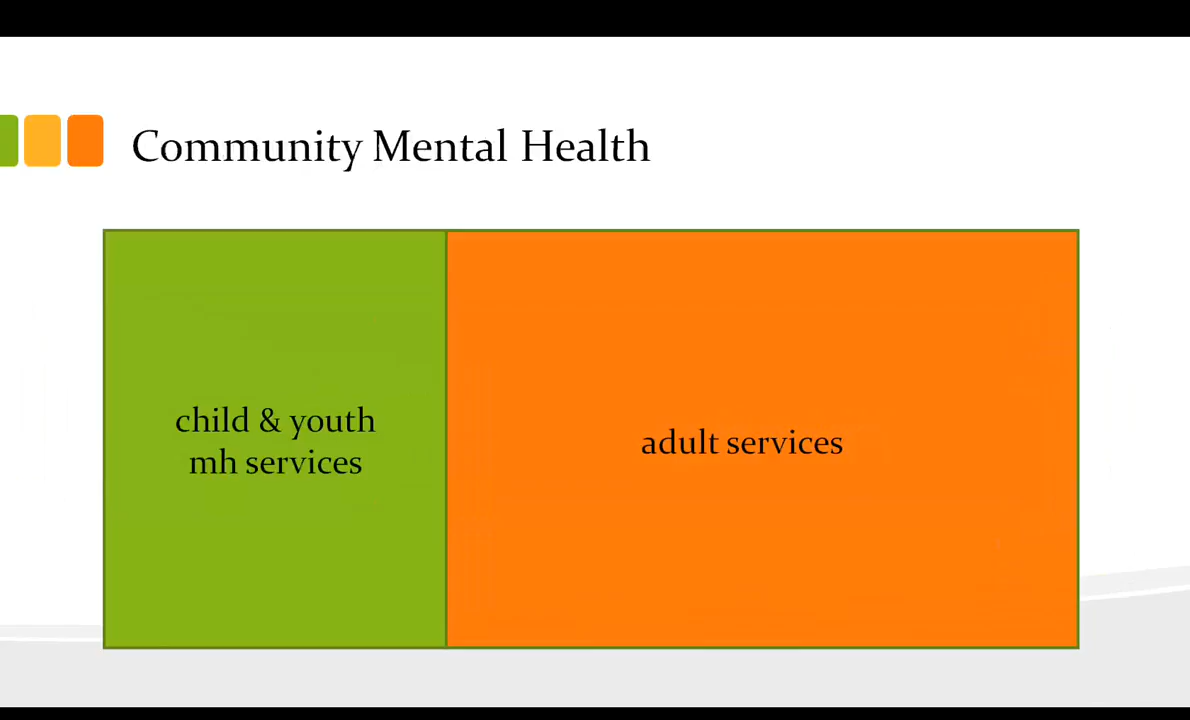 Community Mental Health
child & youth
mh services
adult services